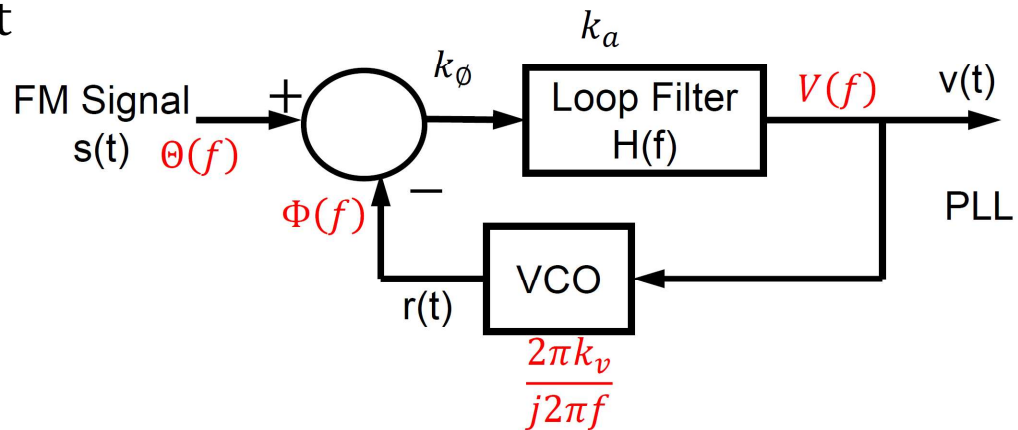 t
k_a
k_∅
FM Signal
+
s(t)
Θ(f)
Loop Filter
H(f)
V(f)
v(t)
−
Φ(f)
PLL
VCO
r(t)
2πk_v
j2πf